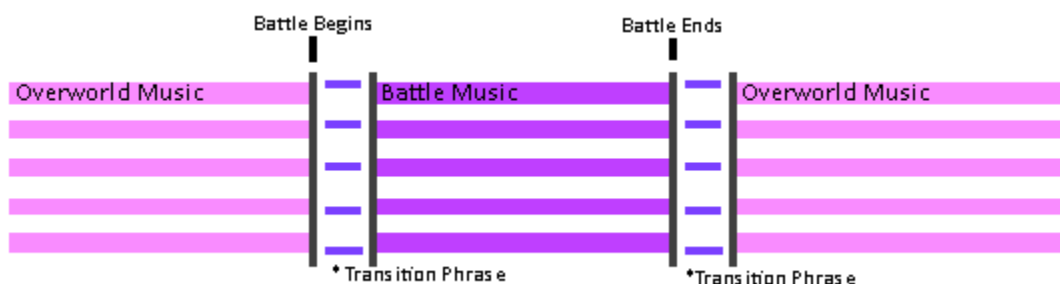 Battle Begins
Battle Ends
Overworld Music
Battle Music
Overworld Music
* Transition Phrase
*Transition Phrase